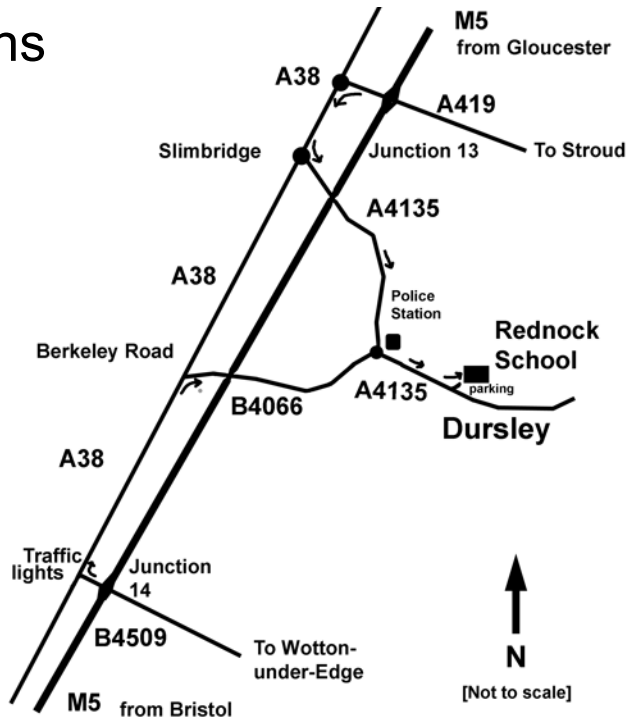 ns
M5
from Gloucester
A38
A419
Slimbridge
Junction 13
To Stroud
A4135
A38
Police
Station
Rednock
School
Berkeley Road
parking
A4135
B4066
Dursley
A38
Traffic
lights
Junction
14
B4509
To Wotton-
under-Edge
N
[Not to scale]
M5 from Bristol